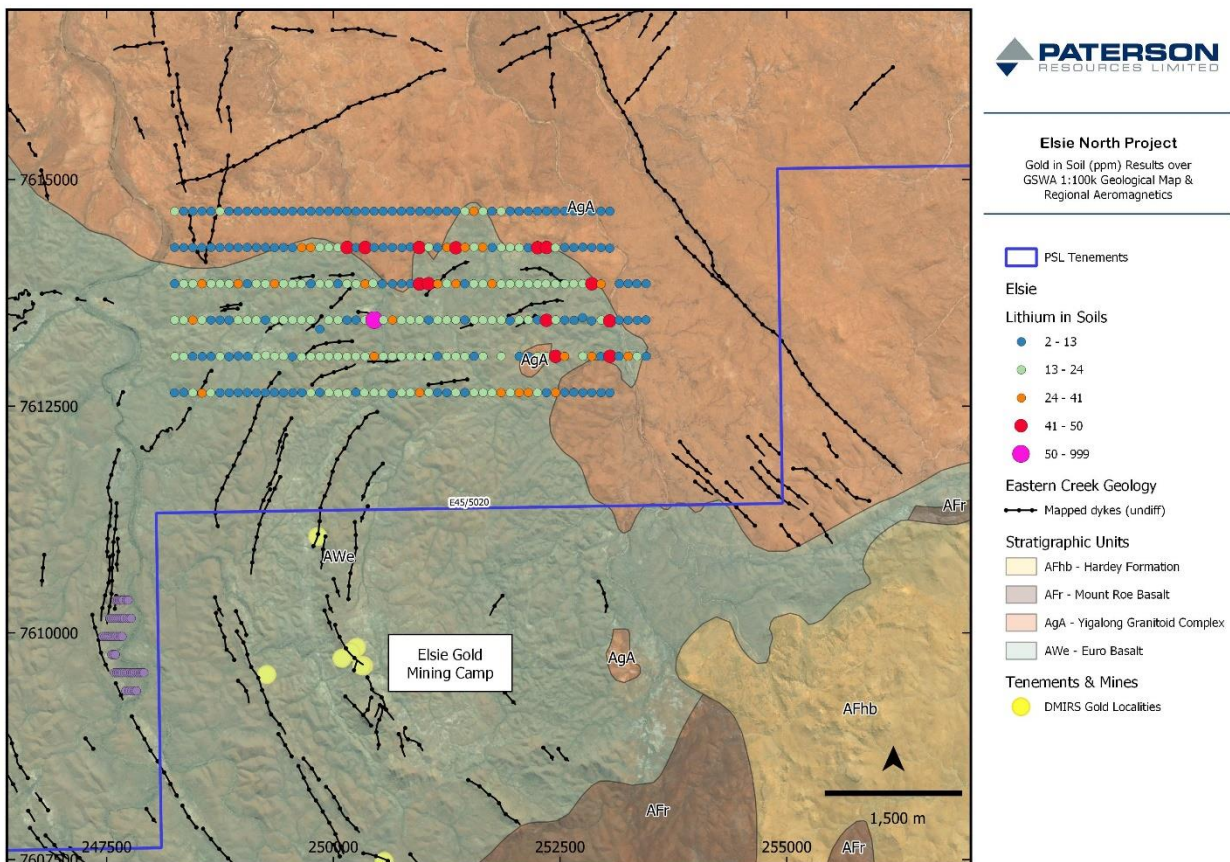 AgA
7615000
AgA
7612500
E45/5020
AFr
AWe
7610000
Elsie Gold
Mining Camp
AgA
AFhb
AFr
AFr
1,500 m
247500
250000
252500
255000
7607500
PATERSON
RESOURCES LIMITED
Elsie North Project
Gold in Soil (ppm) Results over
GSWA 1:100k Geological Map &
Regional Aeromagnetics
PSL Tenements
Elsie
Lithium in Soils
2 - 13
13 - 24
24 - 41
41 - 50
50 - 999
Eastern Creek Geology
Mapped dykes (undiff)
Stratigraphic Units
AFhb - Hardey Formation
AFr - Mount Roe Basalt
AgA - Yigalong Granitoid Complex
AWe - Euro Basalt
Tenements & Mines
DMIRS Gold Localities